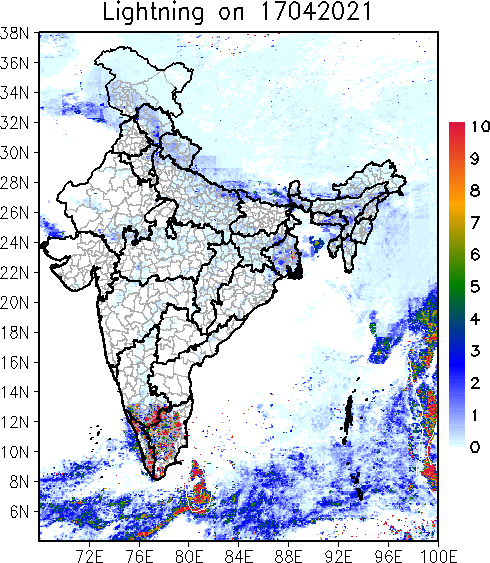 Lightning on 17042021
38N
36N
34N
32N
30N
28N
26N
24N
22N
20N
18N
16N
14N
12N
10N
8N
6N
72E 76E 80E 84E 88E 92E 96E 100E
10
9
8
7
6
5
4
3
2
1
0